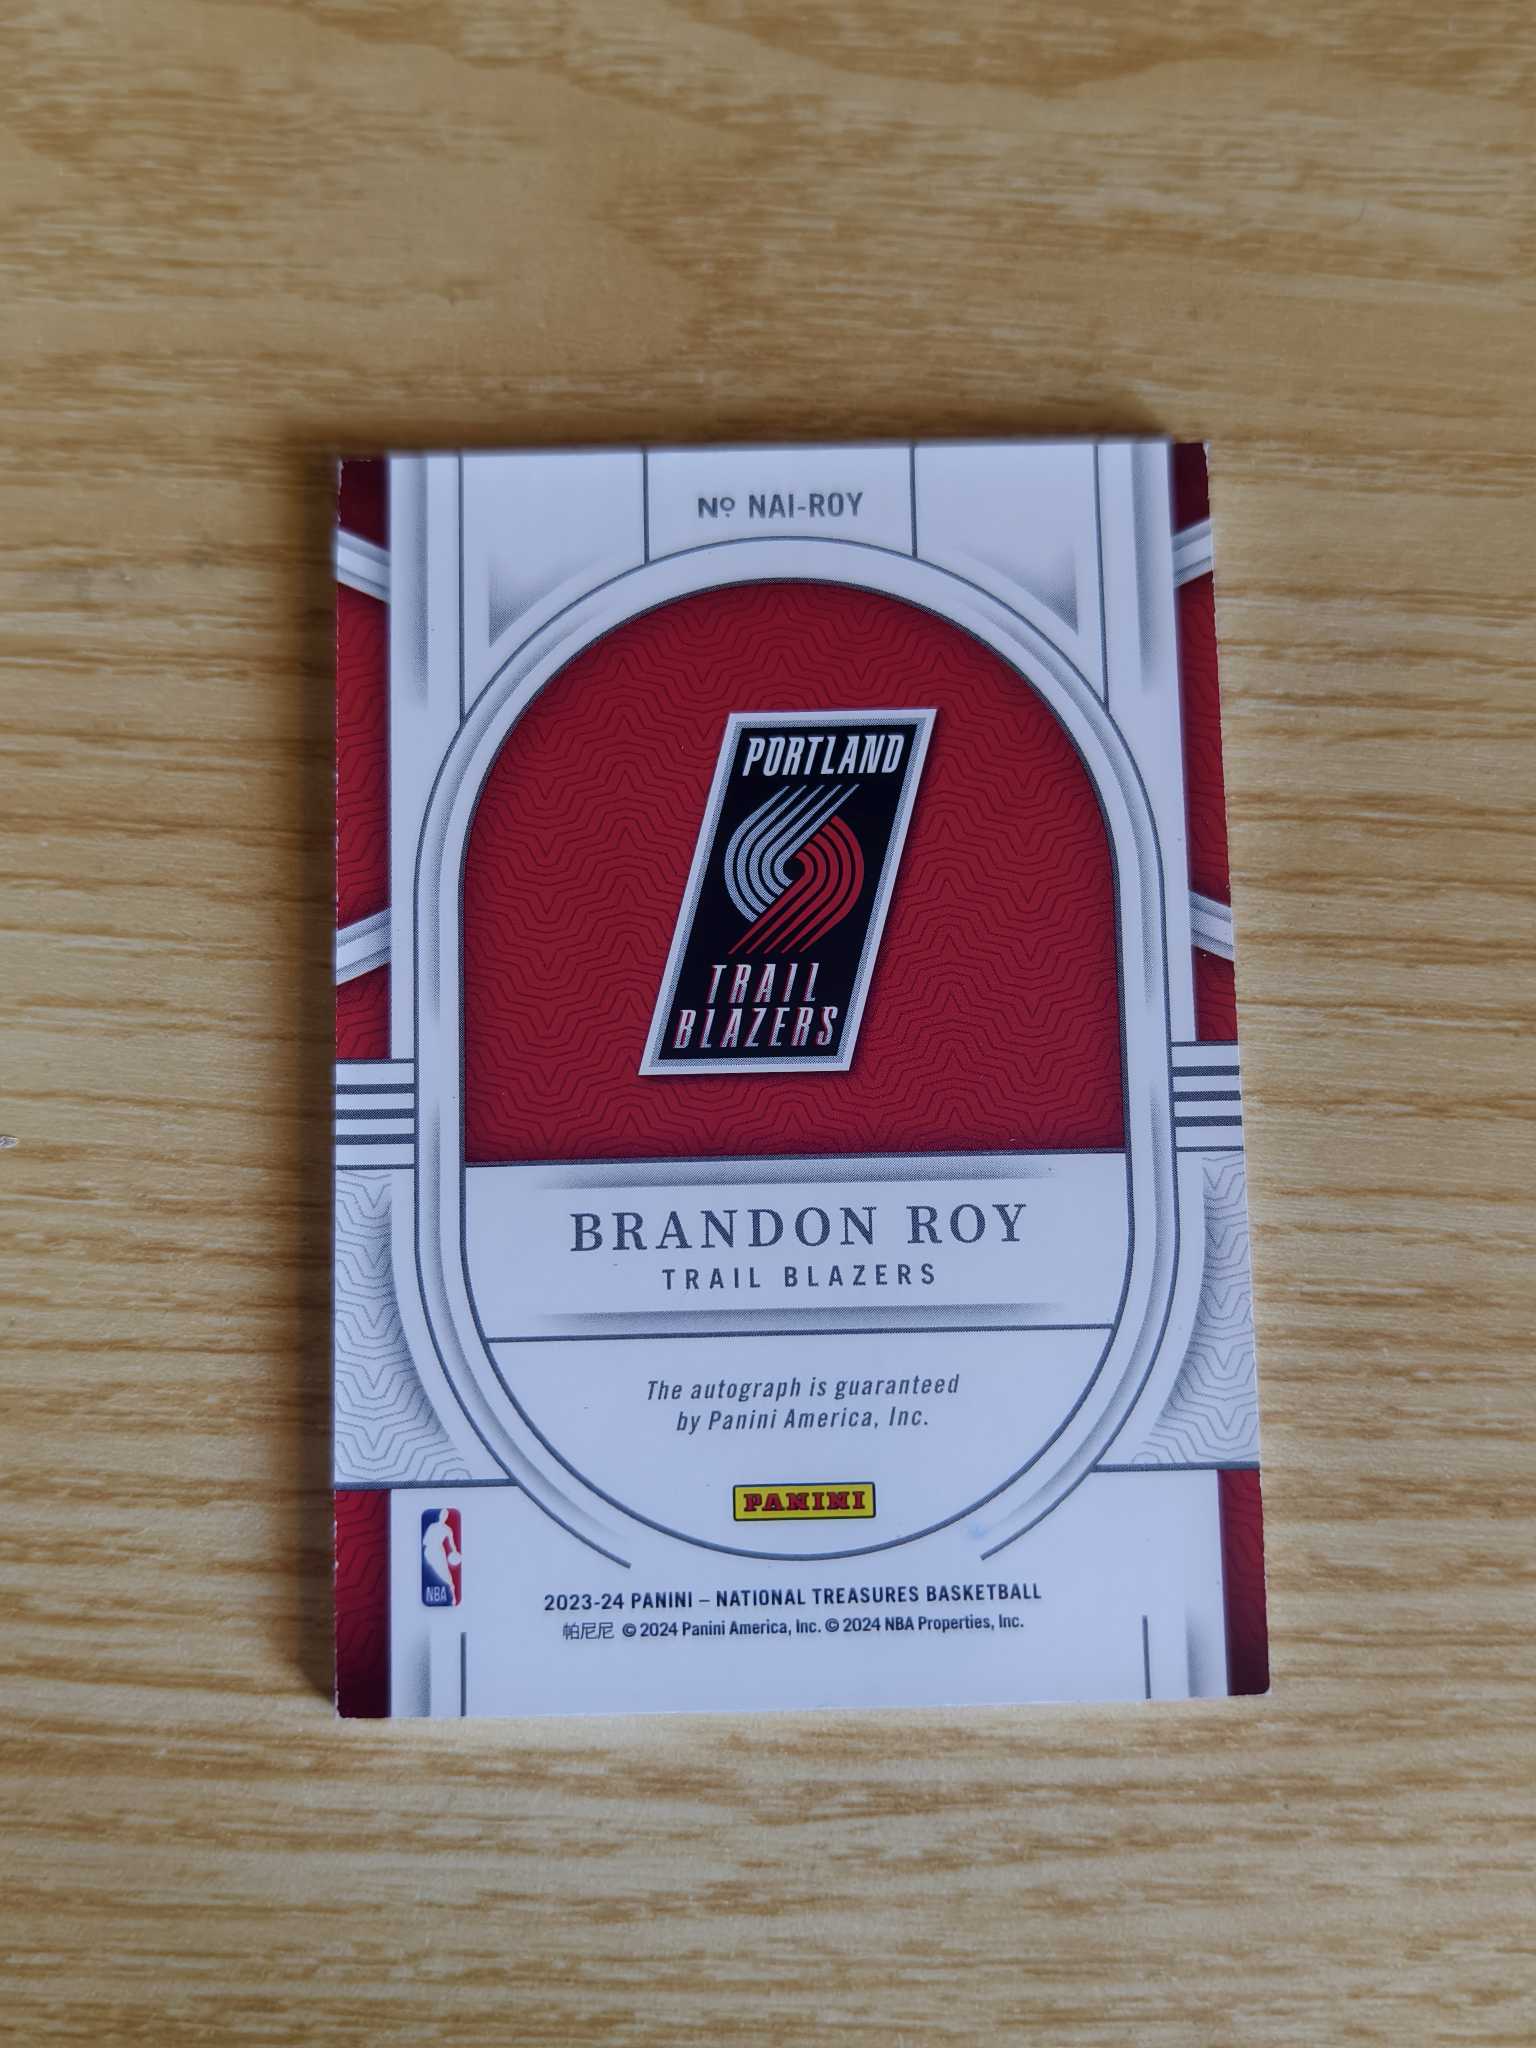 Nº NAI-ROY
PORTLAND
TRAIL
BLAZERS
BRANDON ROY
TRAIL BLAZERS
The autograph is guaranteed
by Panini America, Inc.
PANINI
NBA
2023-24 PANINI – NATIONAL TREASURES BASKETBALL
帕尼尼 © 2024 Panini America, Inc. © 2024 NBA Properties, Inc.